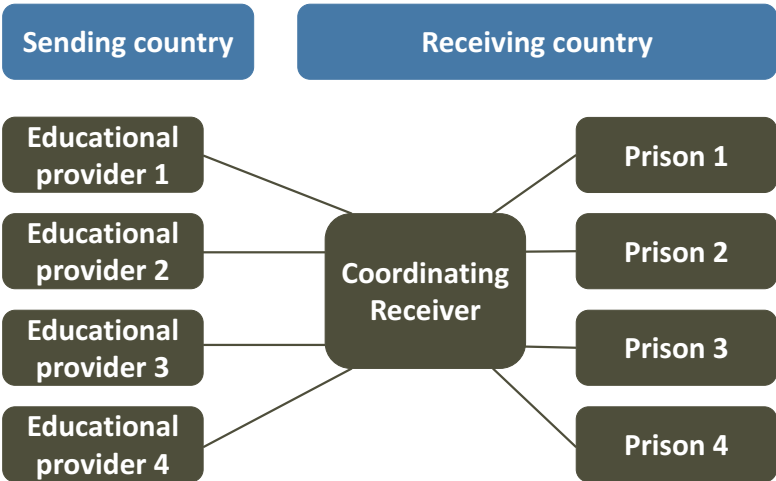 Sending country
Receiving country
Educational
provider 1
Prison 1
Educational
provider 2
Prison 2
Coordinating
Receiver
Educational
provider 3
Prison 3
Educational
provider 4
Prison 4